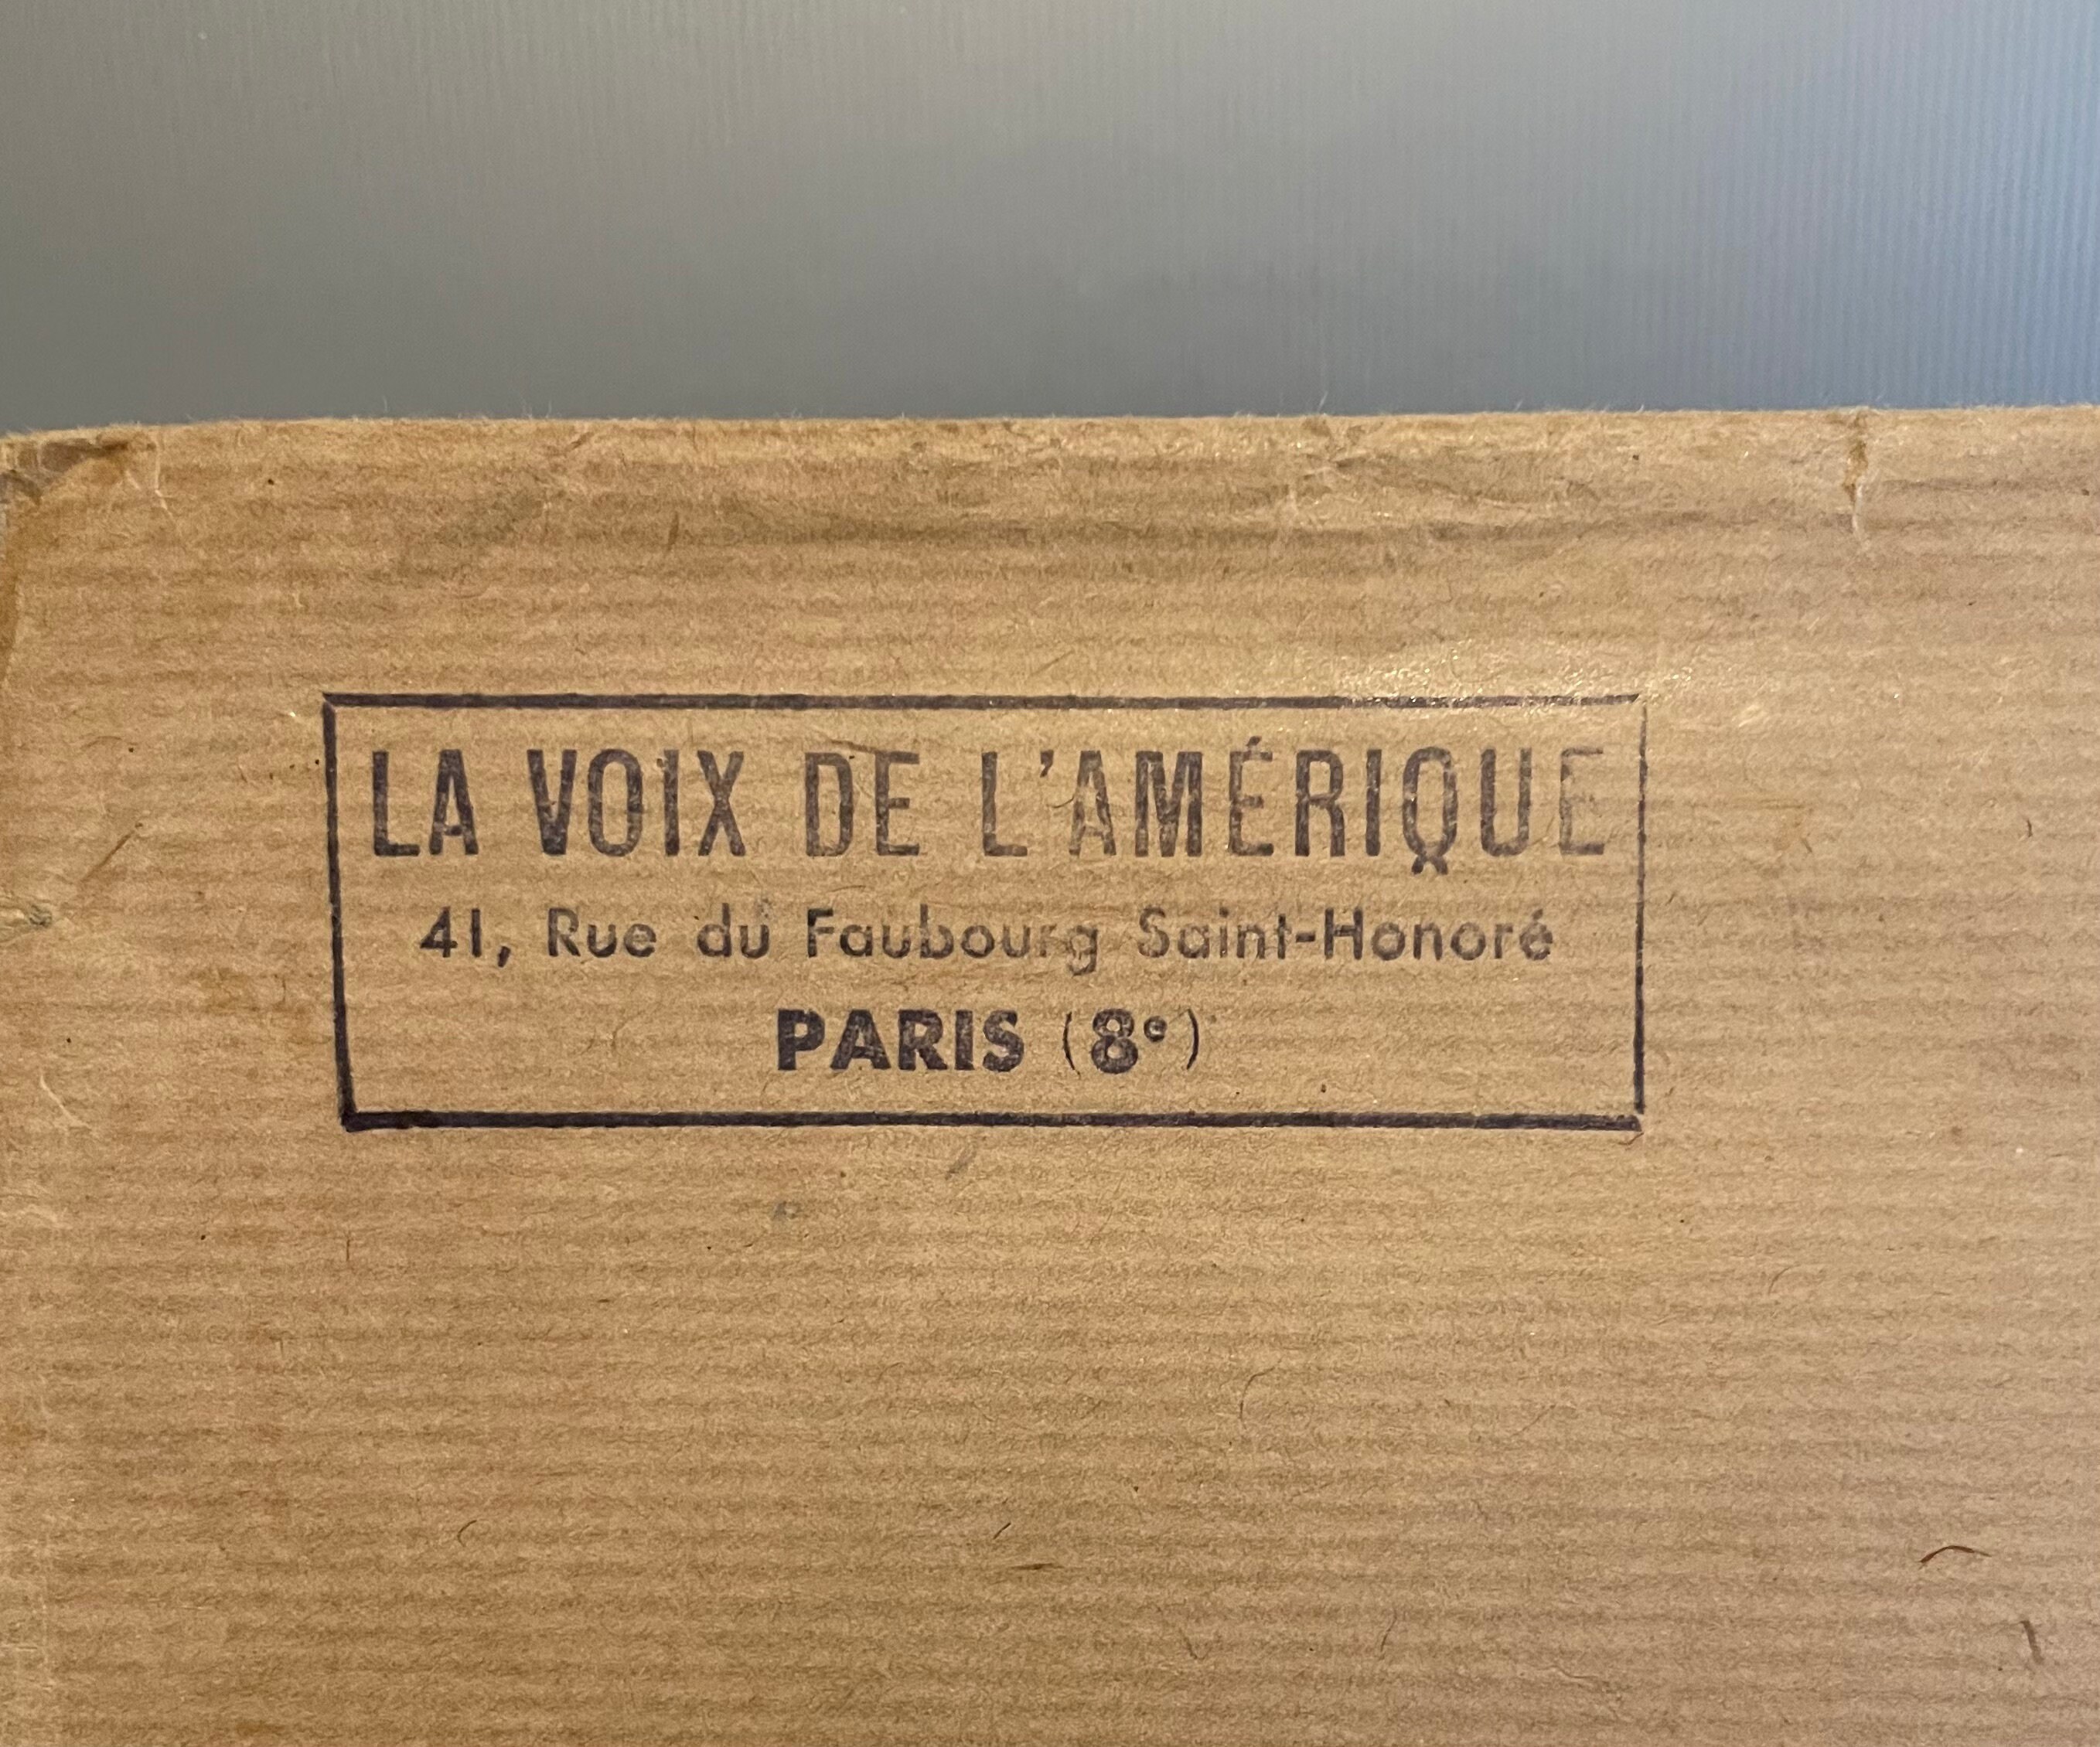 LA VOIX DE L'AMÉRIQUE
41, Rue du Faubourg Saint-Honoré
PARIS (8e)